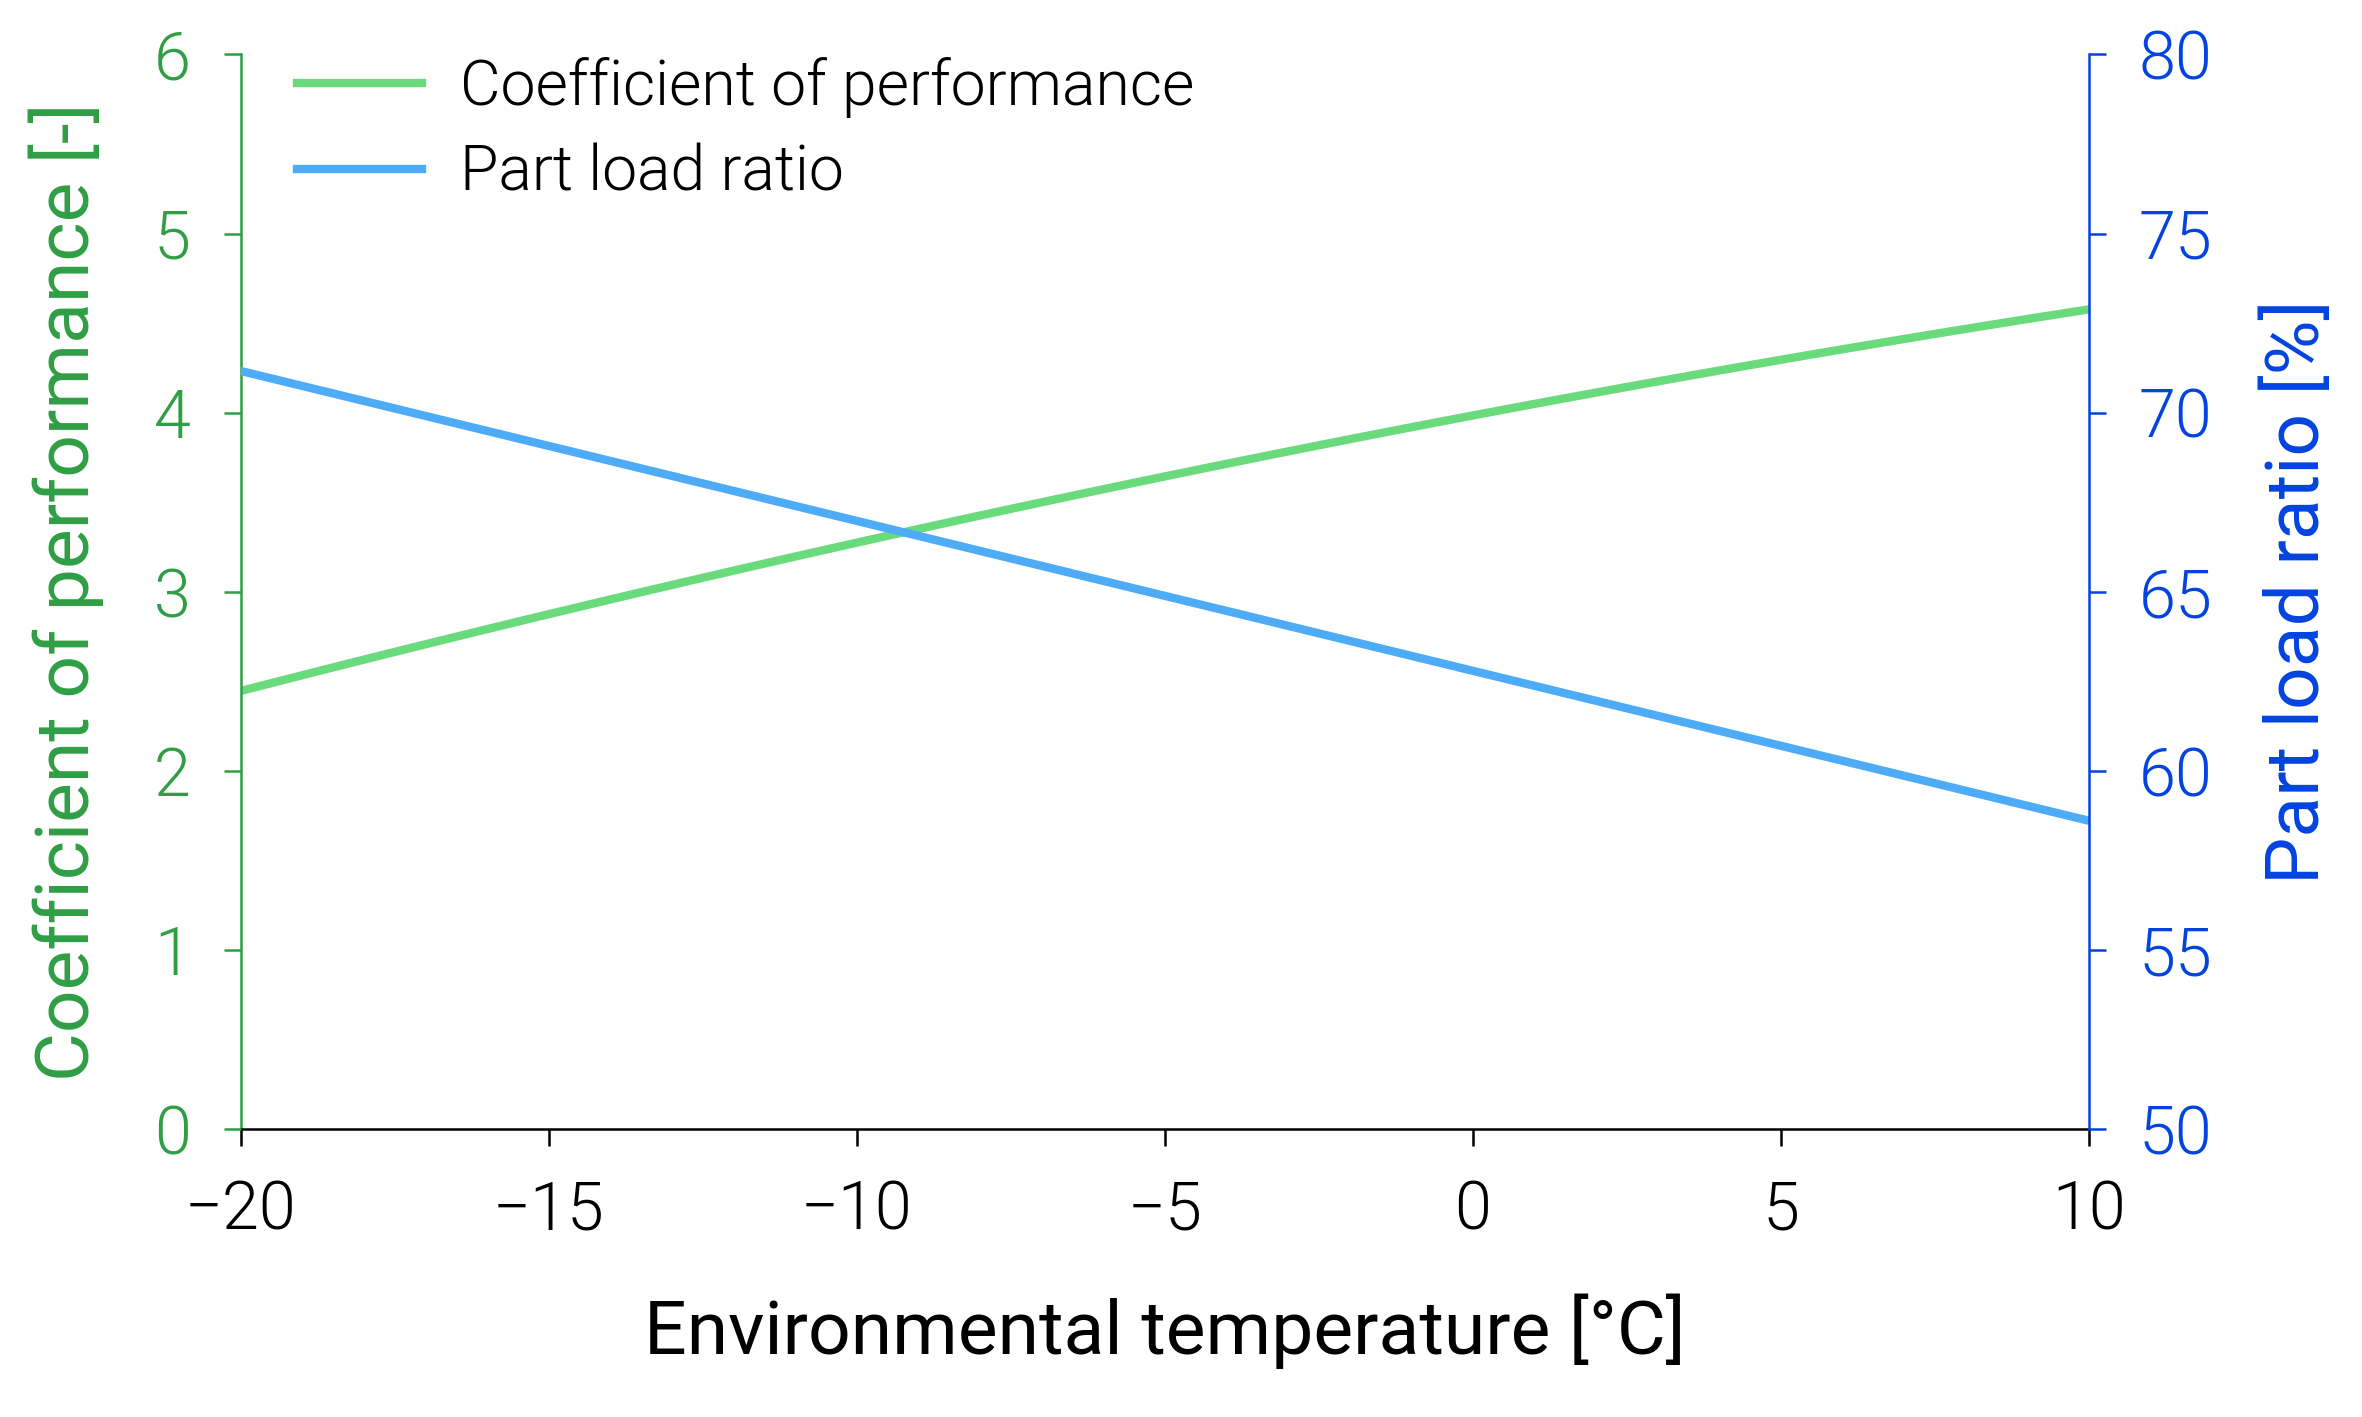 Coefficient of performance
Part load ratio
Coefficient of performance [-]
6
5
4
3
2
1
0
80
75
70
65
60
55
50
Part load ratio [%]
−20 −15 −10 −5 0 5 10
Environmental temperature [°C]